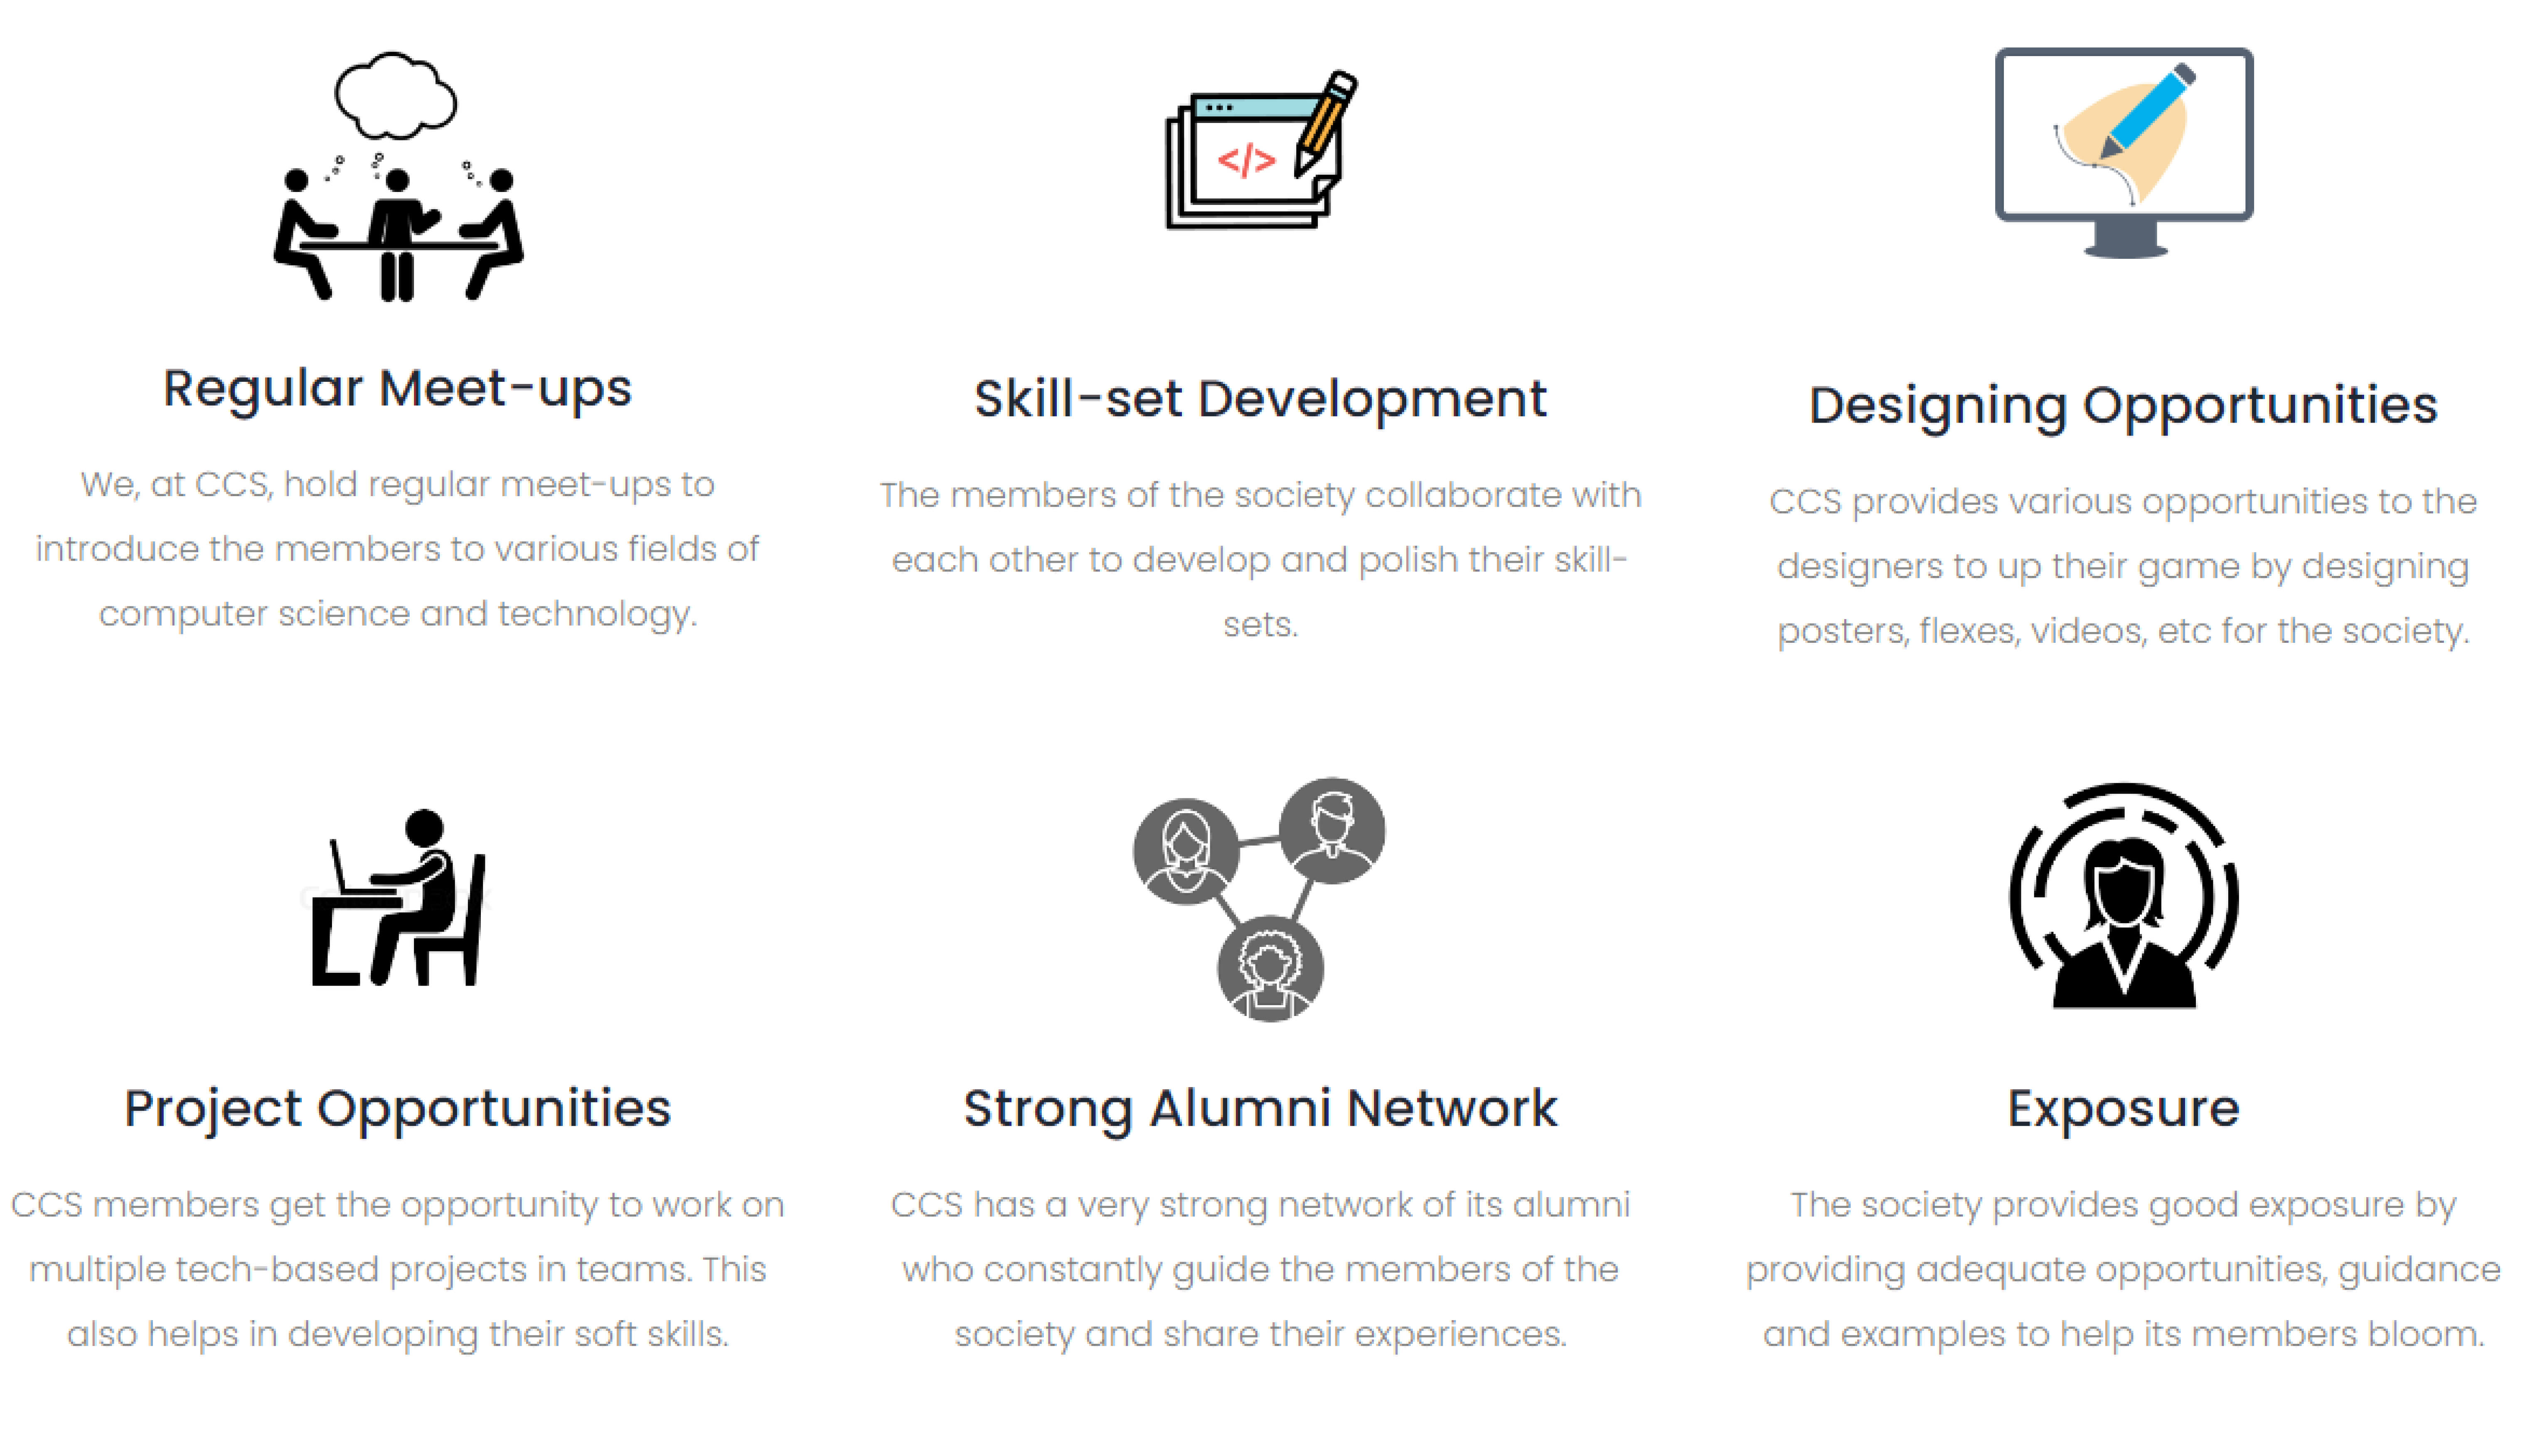 </>
Regular Meet-ups
We, at CCS, hold regular meet-ups to
introduce the members to various fields of
computer science and technology.
Skill-set Development
The members of the society collaborate with
each other to develop and polish their skill-
sets.
Designing Opportunities
CCS provides various opportunities to the
designers to up their game by designing
posters, flexes, videos, etc for the society.
Project Opportunities
CCS members get the opportunity to work on
multiple tech-based projects in teams. This
also helps in developing their soft skills.
Strong Alumni Network
CCS has a very strong network of its alumni
who constantly guide the members of the
society and share their experiences.
Exposure
The society provides good exposure by
providing adequate opportunities, guidance
and examples to help its members bloom.